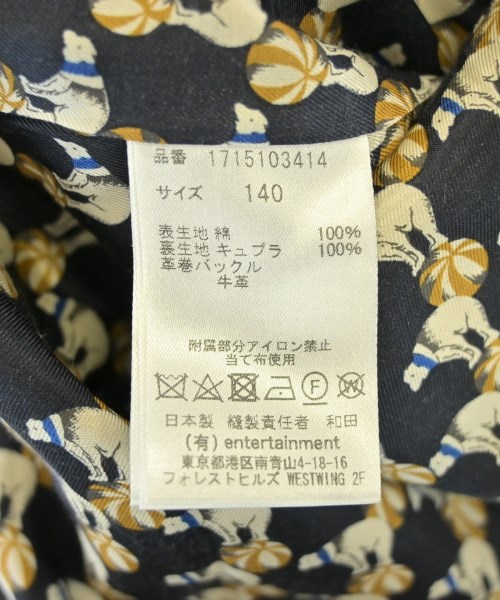 品番 1715103414
サイズ 140
表生地 綿 100%
裏生地 キュプラ 100%
革巻バックル
牛革
附属部分アイロン禁止
当て布使用
F W
日本製 縫製責任者 和田
(有) entertainment
東京都港区南青山4-18-16
フォレストヒルズ WESTWING 2F